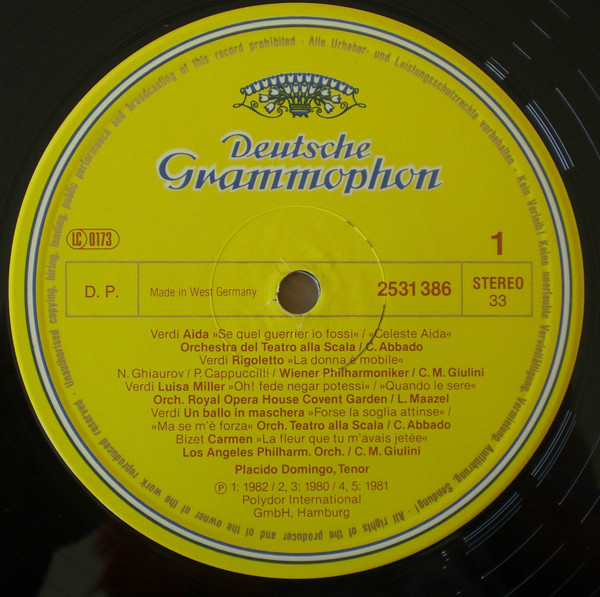 Deutsche
Grammophon
LC 0173
1
D. P.
Made in West Germany
2531 386
STEREO
33
Verdi Aida »Se quel guerrier io fossi« / »Celeste Aida«
Orchestra del Teatro alla Scala / C. Abbado
Verdi Rigoletto »La donna è mobile«
N. Ghiaurov / P. Cappuccilli / Wiener Philharmoniker / C. M. Giulini
Verdi Luisa Miller »Oh! fede negar potessi« / »Quando le sere«
Orch. Royal Opera House Covent Garden / L. Maazel
Verdi Un ballo in maschera »Forse la soglia attinse« /
»Ma se m'è forza« Orch. Teatro alla Scala / C. Abbado
Bizet Carmen »La fleur que tu m'avais jetée«
Los Angeles Philharm. Orch. / C. M. Giulini
Placido Domingo, Tenor
℗ 1: 1982 / 2, 3: 1980 / 4, 5: 1981
Polydor International
GmbH, Hamburg
Alle Urheber- und Leistungsschutzrechte vorbehalten · Kein Verleih! Keine unerlaubte Vervielfältigung, Vermietung, Aufführung, Sendung! · All rights of the producer and of the owner of the work reproduced reserved · Unauthorized copying, hiring, lending, public performance and broadcasting of this record prohibited ·